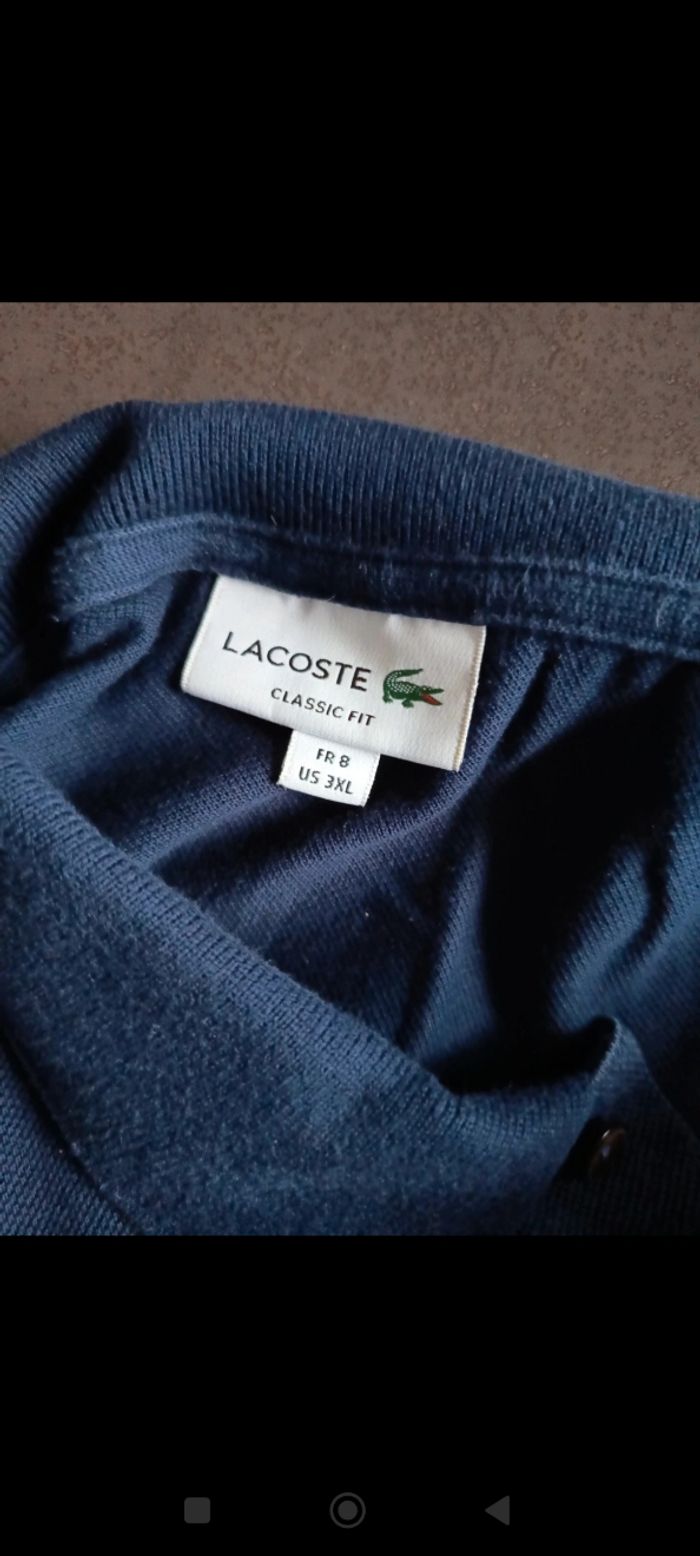 LACOSTE
CLASSIC FIT
FR 8
US 3XL